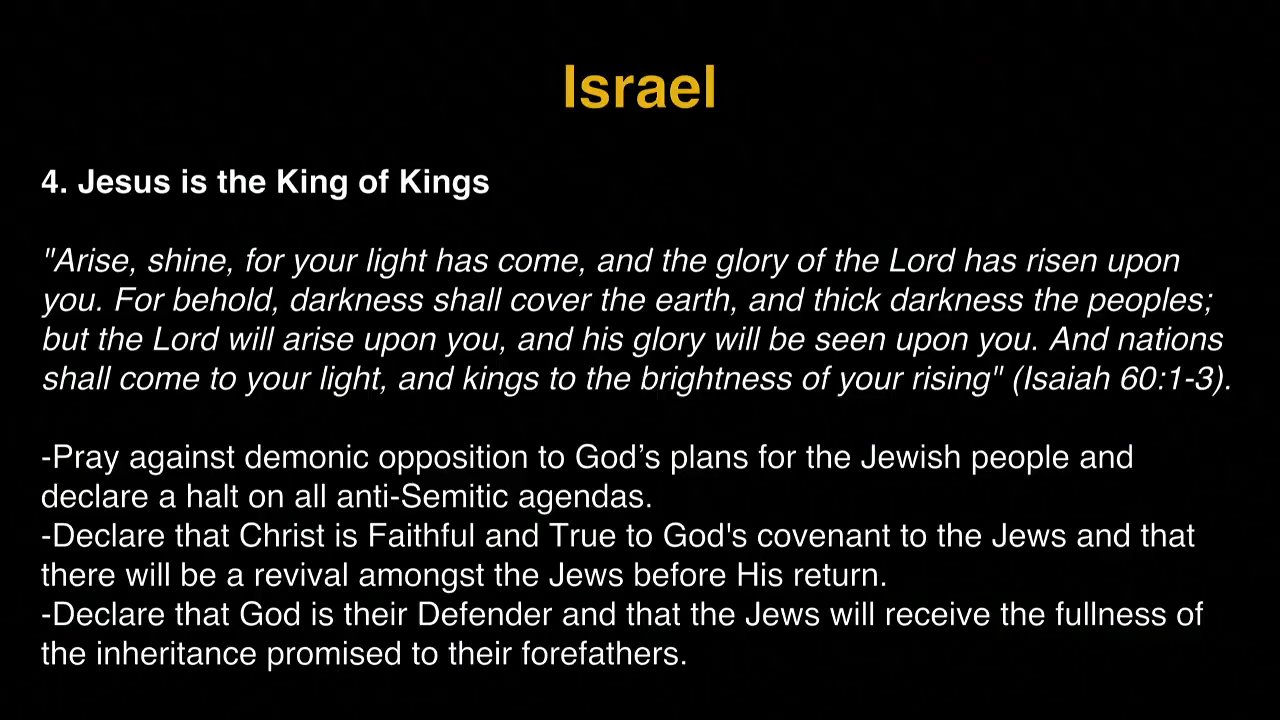 Israel
4. Jesus is the King of Kings
"Arise, shine, for your light has come, and the glory of the Lord has risen upon
you. For behold, darkness shall cover the earth, and thick darkness the peoples;
but the Lord will arise upon you, and his glory will be seen upon you. And nations
shall come to your light, and kings to the brightness of your rising" (Isaiah 60:1-3).
-Pray against demonic opposition to God’s plans for the Jewish people and
declare a halt on all anti-Semitic agendas.
-Declare that Christ is Faithful and True to God's covenant to the Jews and that
there will be a revival amongst the Jews before His return.
-Declare that God is their Defender and that the Jews will receive the fullness of
the inheritance promised to their forefathers.